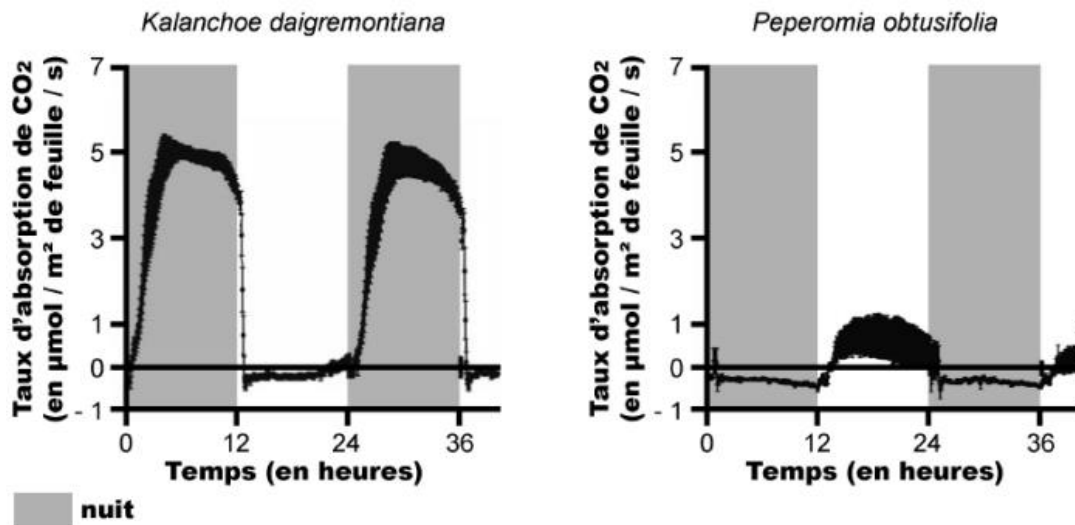 Kalanchoe daigremontiana
Taux d'absorption de CO2
(en µmol / m² de feuille / s)
7
5
3
1
0
- 1
0
12
24
36
Temps (en heures)
nuit
Peperomia obtusifolia
Taux d'absorption de CO2
(en µmol / m² de feuille / s)
7
5
3
1
0
- 1
0
12
24
36
Temps (en heures)